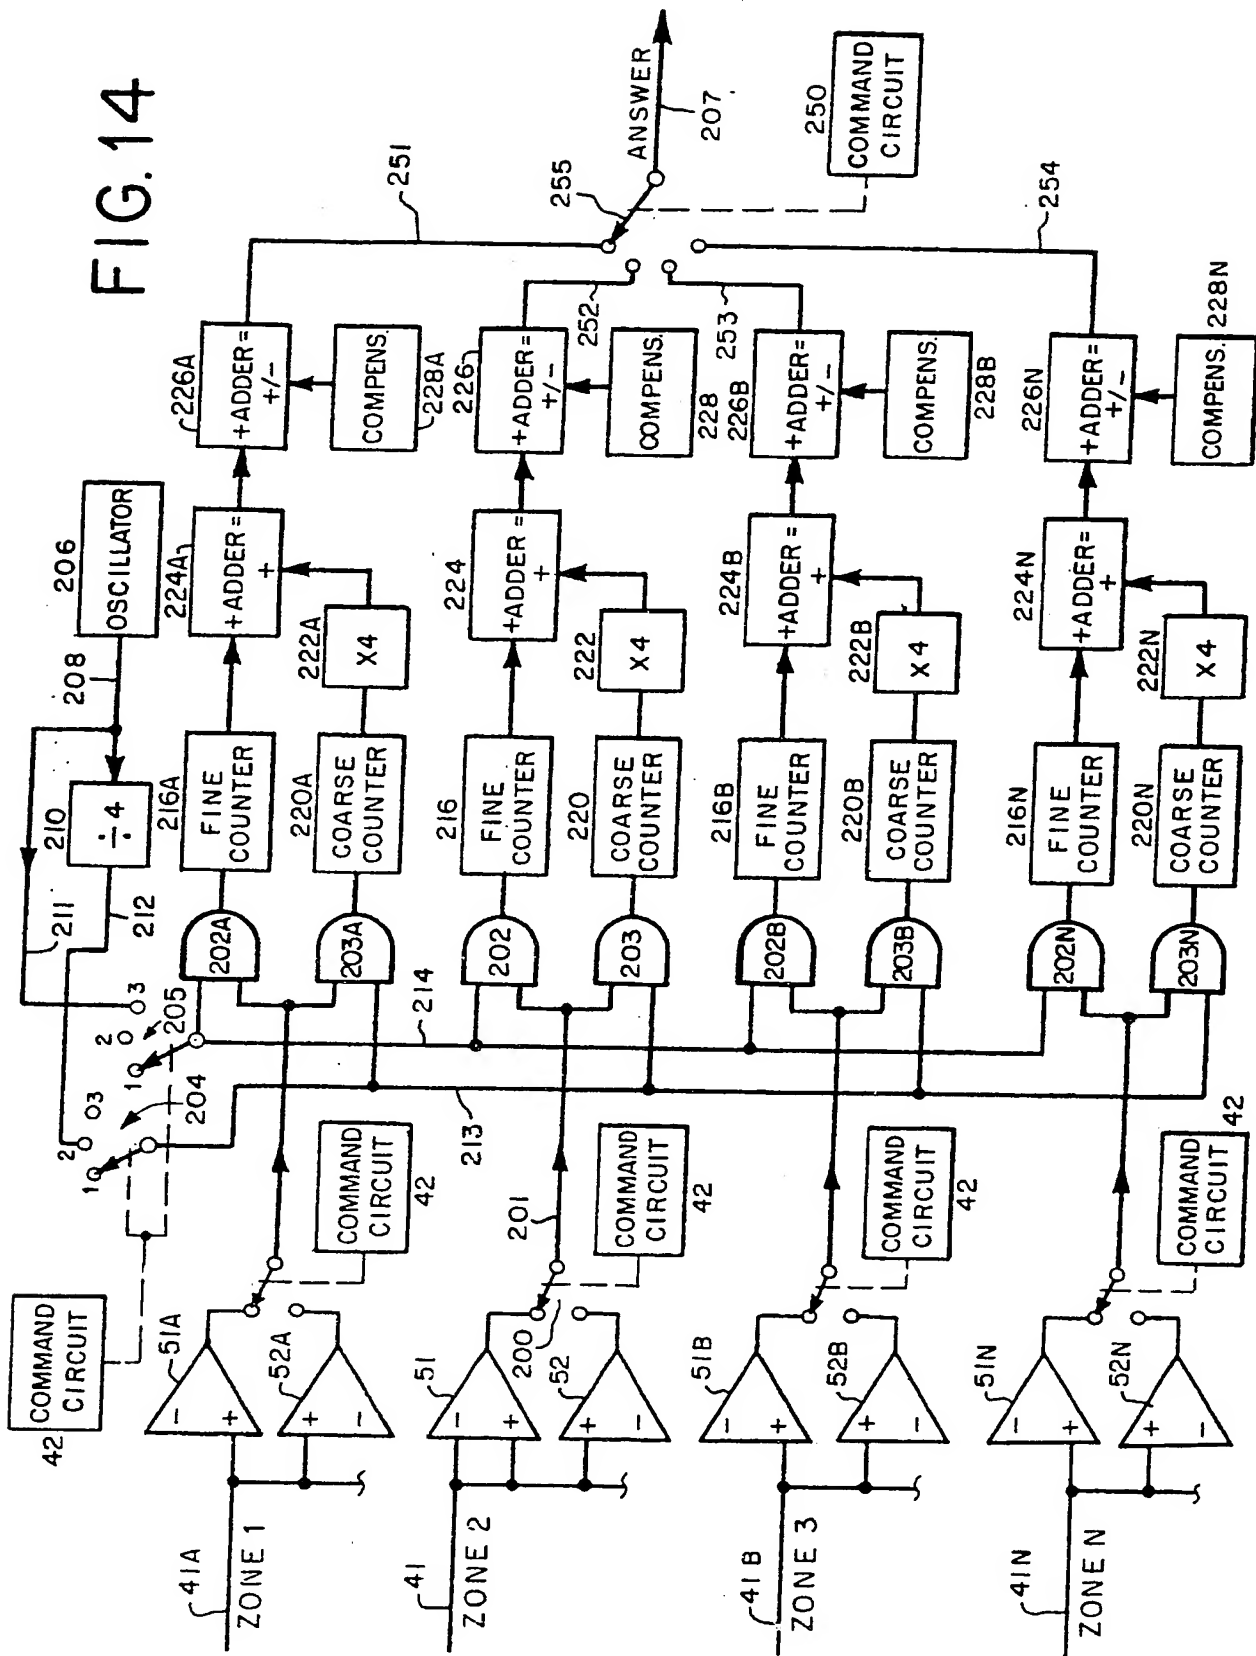 FIG. 14
COMMAND
CIRCUIT
42
1
2
03
204
1
2
3
205
211
212
210
÷4
208
206
OSCILLATOR
213
214
41A
ZONE 1
51A
-
+
52A
+
-
COMMAND
CIRCUIT
42
202A
203A
216A
FINE
COUNTER
220A
COARSE
COUNTER
222A
X4
224A
+ADDER=
+
226A
+ADDER=
+/-
COMPENS.
228A
251
41
ZONE 2
51
-
+
52
+
-
200
201
COMMAND
CIRCUIT
42
202
203
216
FINE
COUNTER
220
COARSE
COUNTER
222
X4
224
+ADDER=
+
226
+ADDER=
+/-
COMPENS.
228
252
41B
ZONE 3
51B
-
+
52B
+
-
COMMAND
CIRCUIT
42
202B
203B
216B
FINE
COUNTER
220B
COARSE
COUNTER
222B
X4
224B
+ADDER=
+
226B
+ADDER=
+/-
COMPENS.
228B
253
41N
ZONE N
51N
-
+
52N
+
-
COMMAND
CIRCUIT
42
202N
203N
216N
FINE
COUNTER
220N
COARSE
COUNTER
222N
X4
224N
+ADDER=
+
226N
+ADDER=
+/-
COMPENS.
228N
254
255
ANSWER
207
250
COMMAND
CIRCUIT